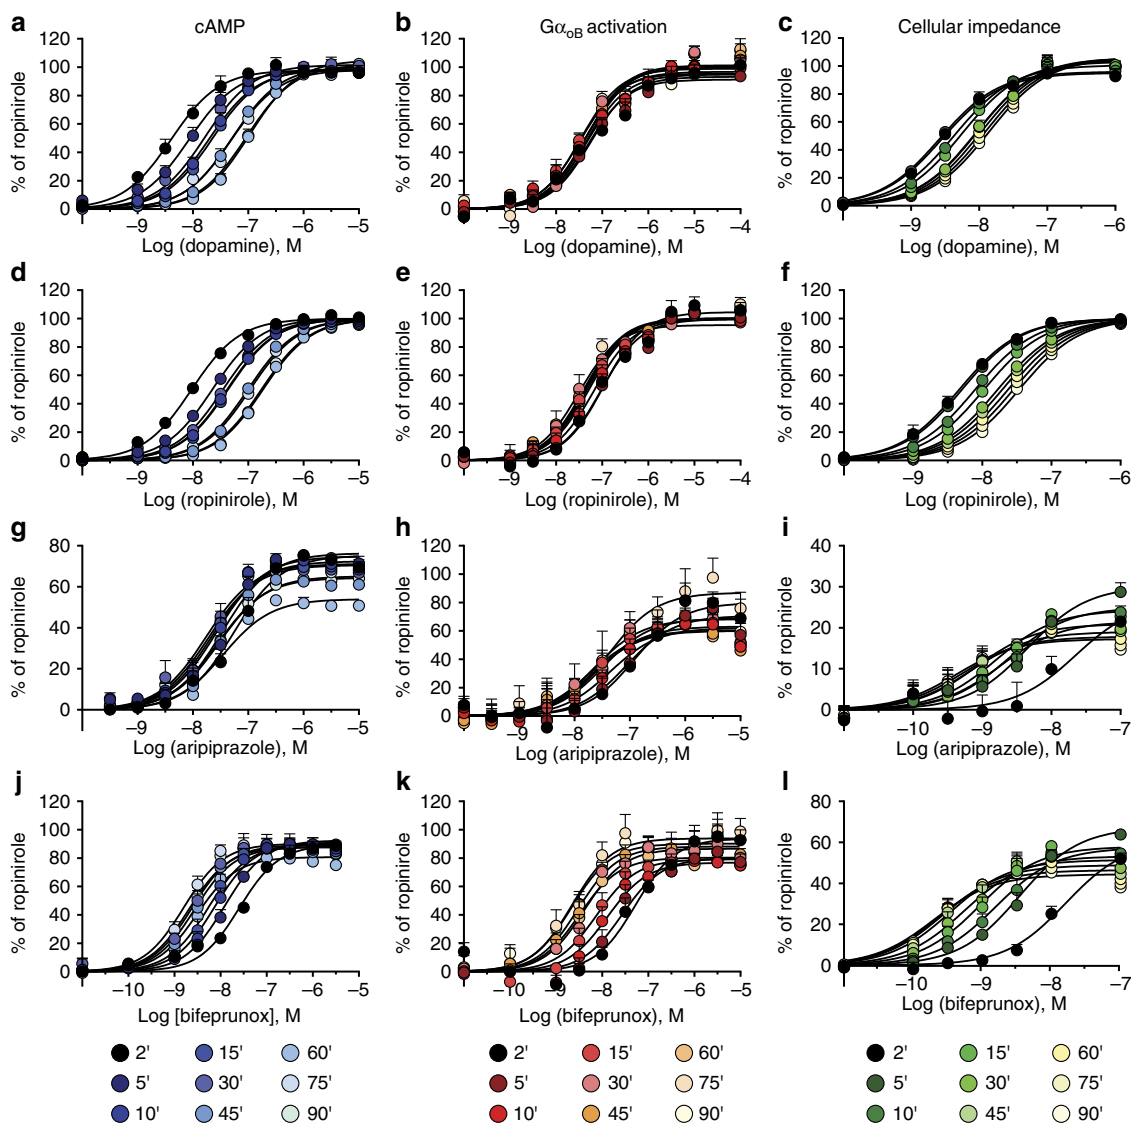 a
cAMP
% of ropinirole
120
100
80
60
40
20
0
–9 –8 –7 –6 –5
Log (dopamine), M
b
GαoB activation
% of ropinirole
120
100
80
60
40
20
0
–9 –8 –7 –6 –5 –4
Log (dopamine), M
c
Cellular impedance
% of ropinirole
120
100
80
60
40
20
0
–9 –8 –7 –6
Log (dopamine), M
d
% of ropinirole
120
100
80
60
40
20
0
–9 –8 –7 –6 –5
Log (ropinirole), M
e
% of ropinirole
120
100
80
60
40
20
0
–9 –8 –7 –6 –5 –4
Log (ropinirole), M
f
% of ropinirole
120
100
80
60
40
20
0
–9 –8 –7 –6
Log (ropinirole), M
g
% of ropinirole
80
60
40
20
0
–9 –8 –7 –6 –5
Log (aripiprazole), M
h
% of ropinirole
120
100
80
60
40
20
0
–9 –8 –7 –6 –5
Log (aripiprazole), M
i
% of ropinirole
40
30
20
10
0
–10 –9 –8 –7
Log (aripiprazole), M
j
% of ropinirole
120
100
80
60
40
20
0
–10 –9 –8 –7 –6 –5
Log [bifeprunox], M
k
% of ropinirole
120
100
80
60
40
20
0
–10 –9 –8 –7 –6 –5
Log (bifeprunox), M
l
% of ropinirole
80
60
40
20
0
–10 –9 –8 –7
Log (bifeprunox), M
2' 15' 60'
5' 30' 75'
10' 45' 90'
2' 15' 60'
5' 30' 75'
10' 45' 90'
2' 15' 60'
5' 30' 75'
10' 45' 90'